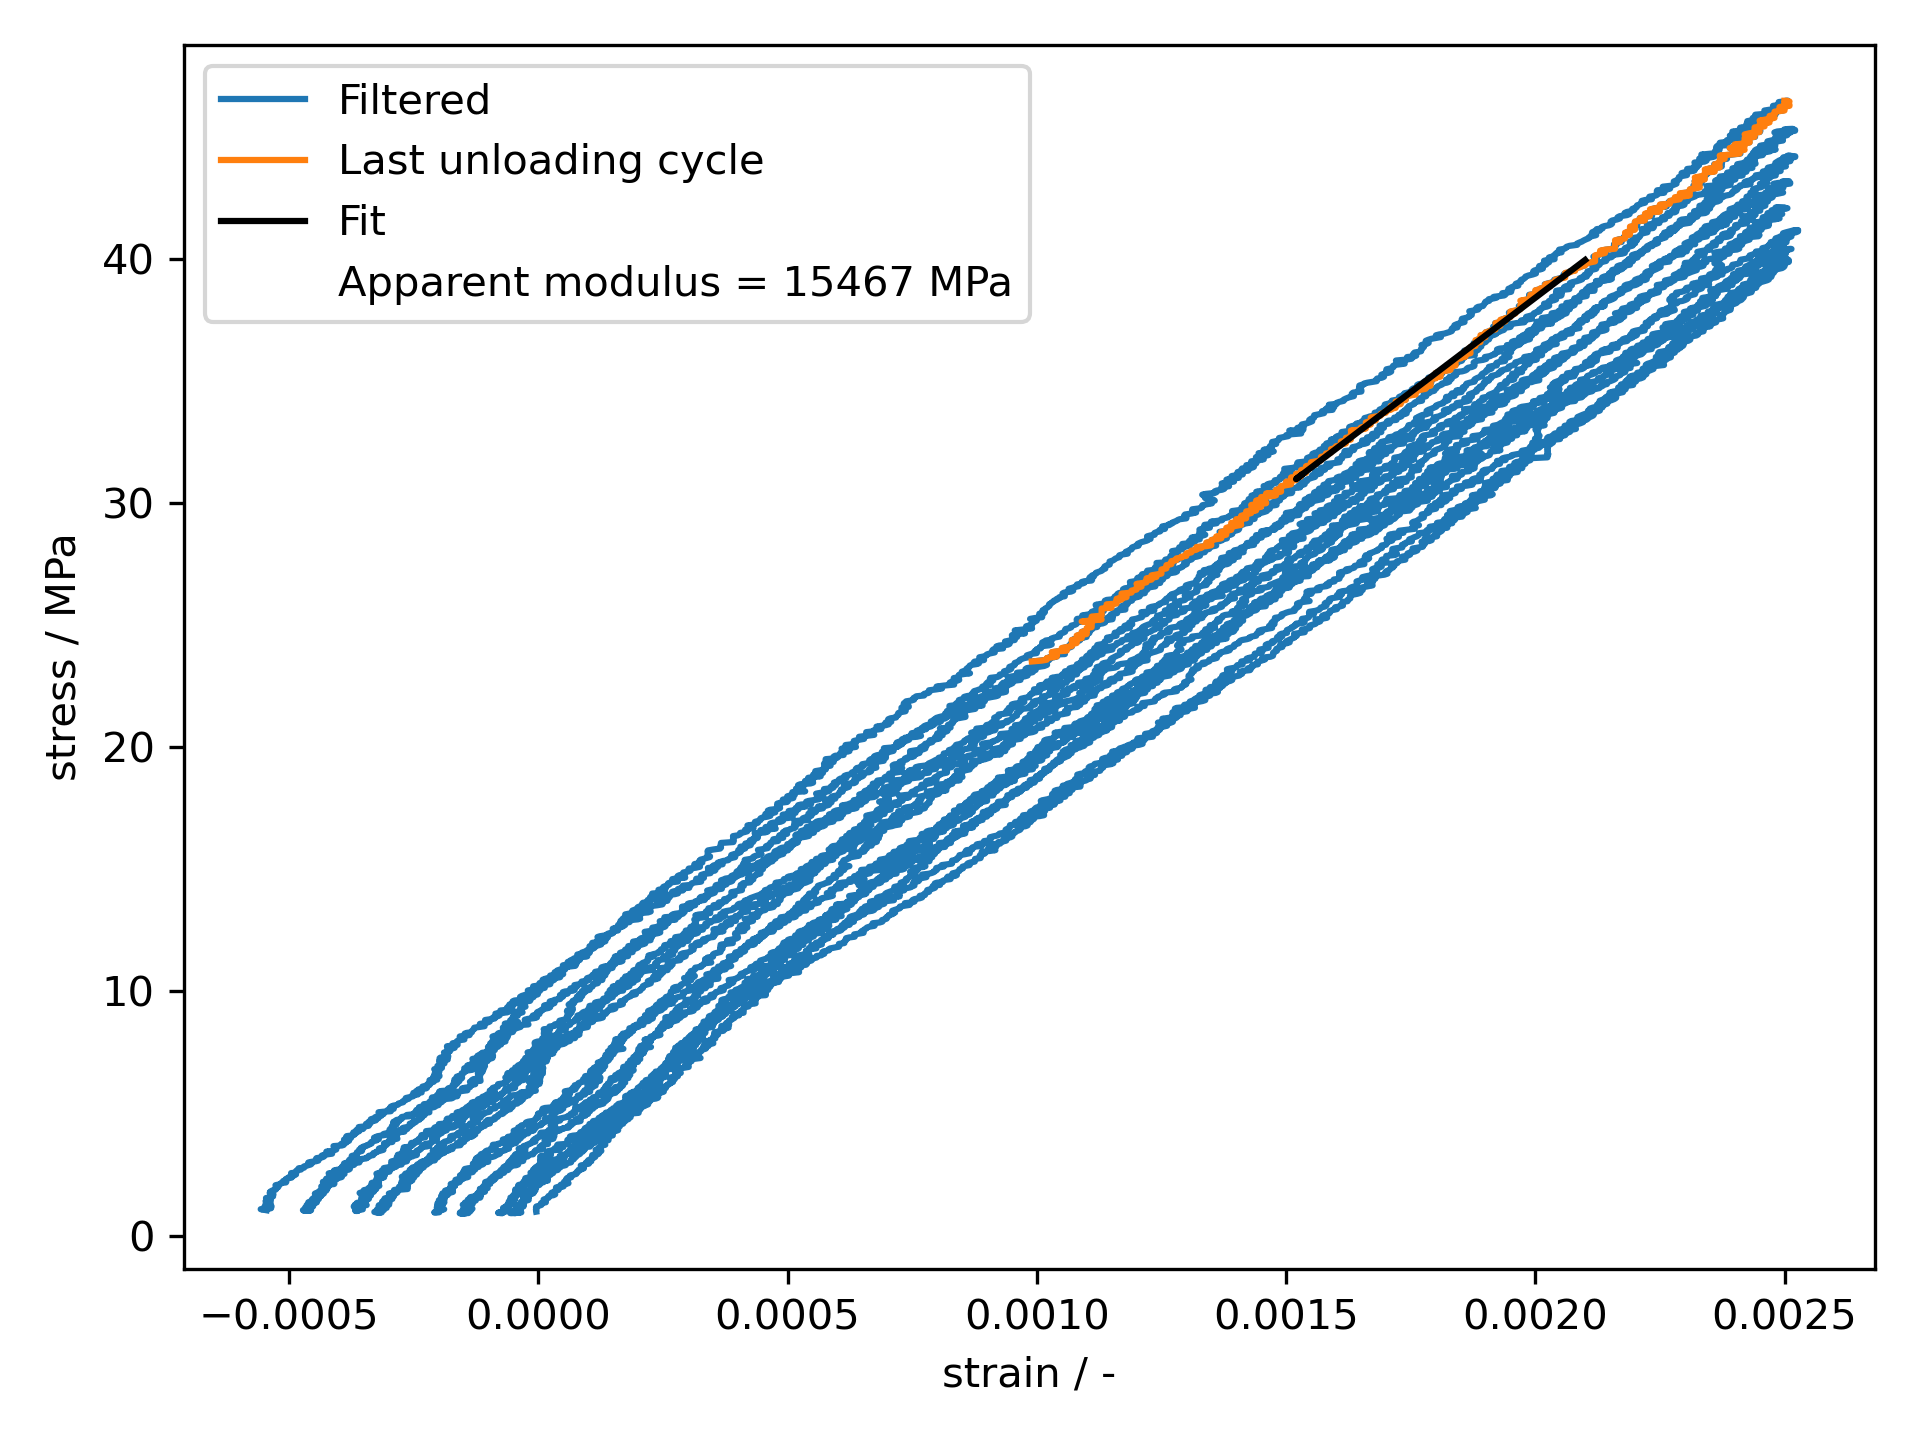 Filtered
Last unloading cycle
Fit
Apparent modulus = 15467 MPa
stress / MPa
40
30
20
10
0
−0.0005 0.0000 0.0005 0.0010 0.0015 0.0020 0.0025
strain / -